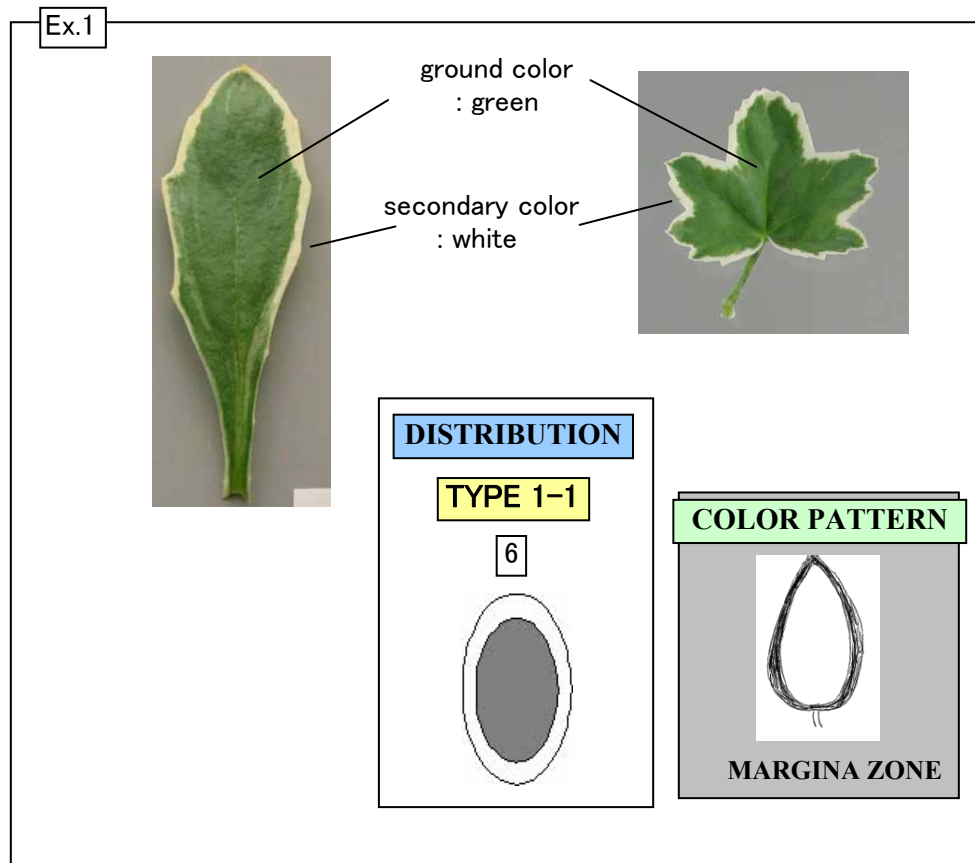 Ex.1
ground color
: green
secondary color
: white
DISTRIBUTION
TYPE 1-1
6
COLOR PATTERN
MARGINA ZONE